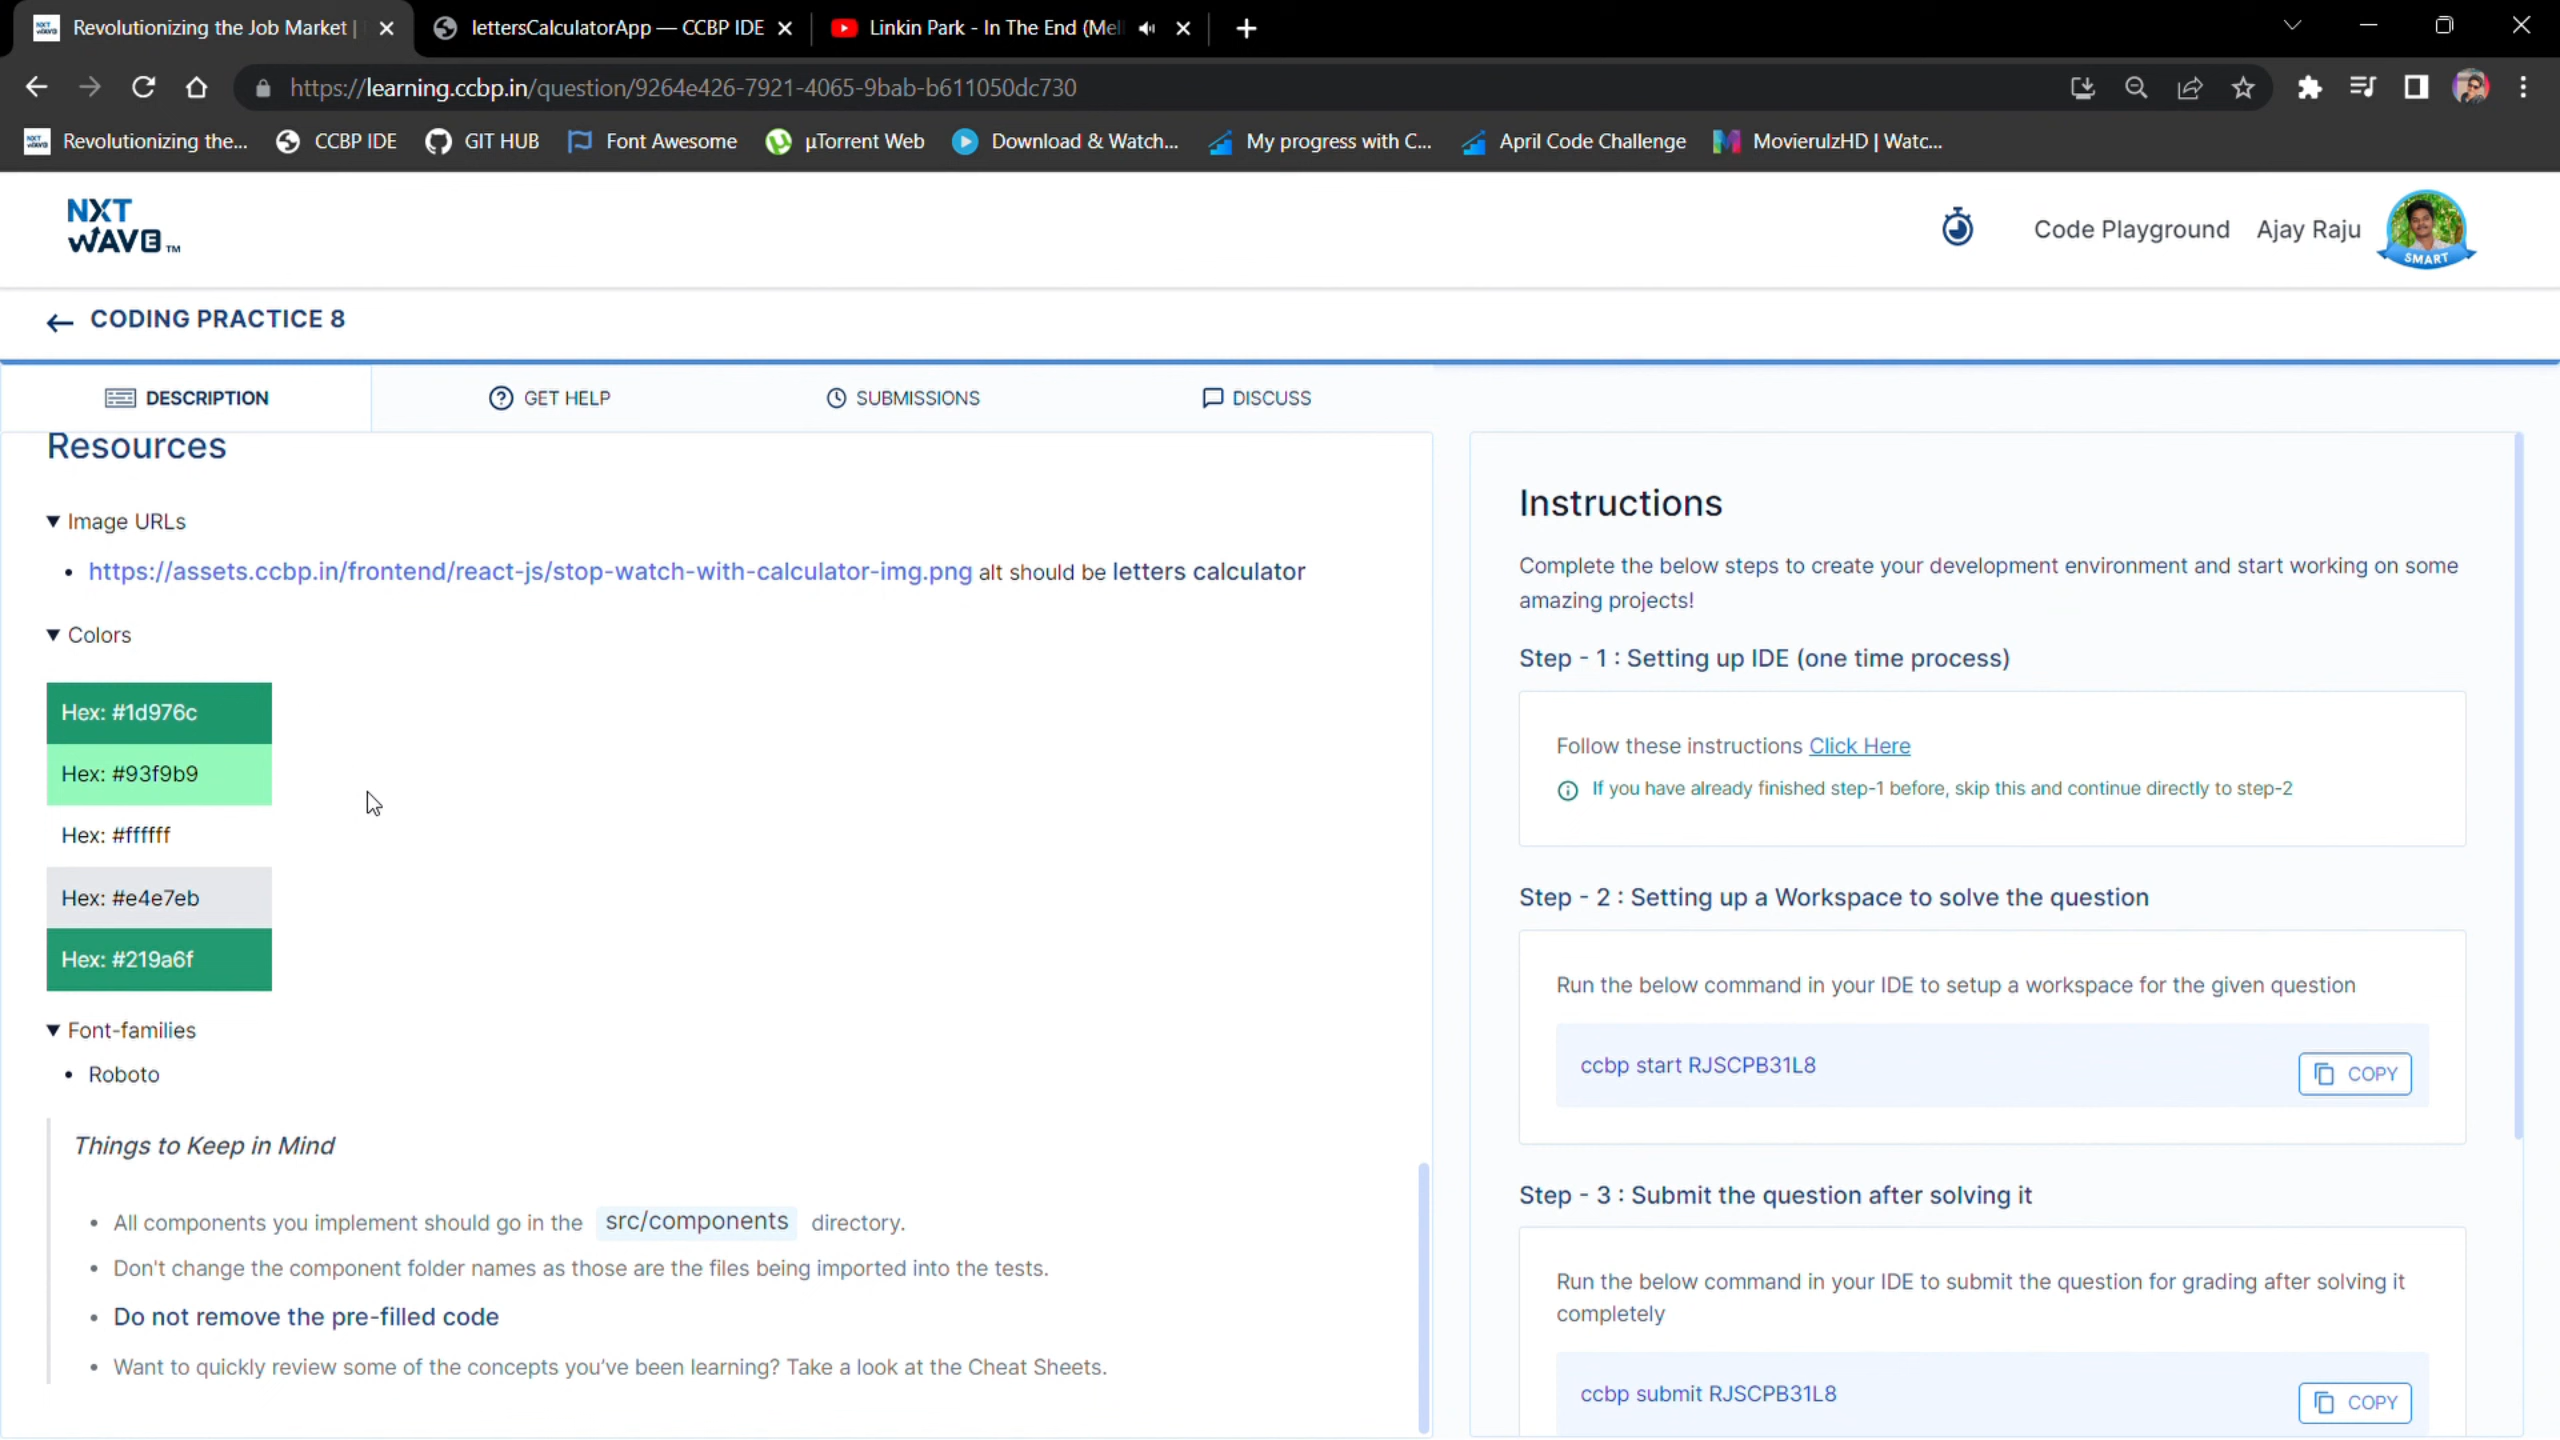 Revolutionizing the Job Market |
lettersCalculatorApp — CCBP IDE
Linkin Park - In The End (Mel
https://learning.ccbp.in/question/9264e426-7921-4065-9bab-b611050dc730
Revolutionizing the...
CCBP IDE
GIT HUB
Font Awesome
µTorrent Web
Download & Watch...
My progress with C...
April Code Challenge
MovierulzHD | Watc...
NXT
WAVE TM
Code Playground
Ajay Raju
SMART
CODING PRACTICE 8
DESCRIPTION
GET HELP
SUBMISSIONS
DISCUSS
Resources
▼ Image URLs
• https://assets.ccbp.in/frontend/react-js/stop-watch-with-calculator-img.png alt should be letters calculator
▼ Colors
Hex: #1d976c
Hex: #93f9b9
Hex: #ffffff
Hex: #e4e7eb
Hex: #219a6f
▼ Font-families
• Roboto
Things to Keep in Mind
• All components you implement should go in the src/components directory.
• Don't change the component folder names as those are the files being imported into the tests.
• Do not remove the pre-filled code
• Want to quickly review some of the concepts you've been learning? Take a look at the Cheat Sheets.
Instructions
Complete the below steps to create your development environment and start working on some
amazing projects!
Step - 1 : Setting up IDE (one time process)
Follow these instructions Click Here
If you have already finished step-1 before, skip this and continue directly to step-2
Step - 2 : Setting up a Workspace to solve the question
Run the below command in your IDE to setup a workspace for the given question
ccbp start RJSCPB31L8
COPY
Step - 3 : Submit the question after solving it
Run the below command in your IDE to submit the question for grading after solving it
completely
ccbp submit RJSCPB31L8
COPY